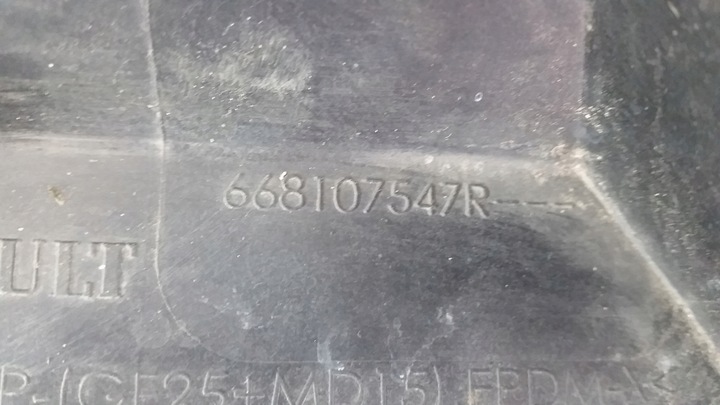 668107547R---
ULT
P-(GF25+MD15) EPDM-X<